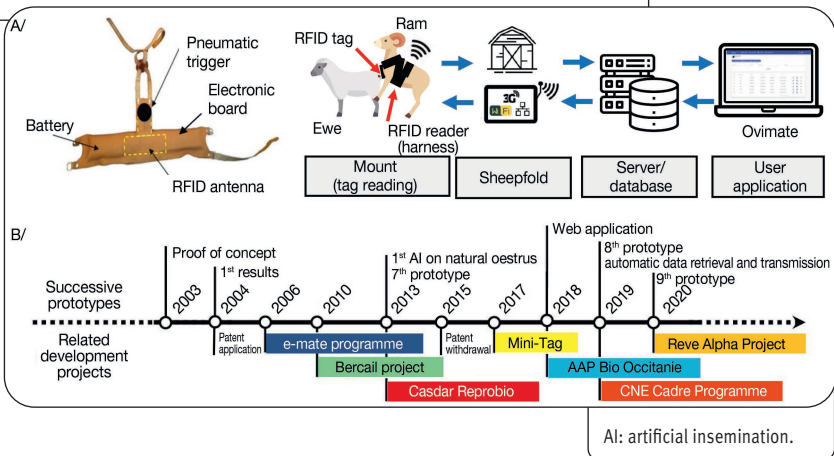 A/
Pneumatic
trigger
Electronic
board
Battery
RFID antenna
Ram
RFID tag
Ewe
RFID reader
(harness)
3G
Wi Fi
Ovimate
Mount
(tag reading)
Sheepfold
Server/
database
User
application
B/
Successive
prototypes
Related
development
projects
Proof of concept
1st results
1st AI on natural oestrus
7th prototype
Web application
8th prototype
automatic data retrieval and transmission
9th prototype
2003
2004
2006
2010
2013
2015
2017
2018
2019
2020
Patent
application
e-mate programme
Patent
withdrawal
Mini-Tag
Reve Alpha Project
Bercail project
AAP Bio Occitanie
Casdar Reprobio
CNE Cadre Programme
AI: artificial insemination.